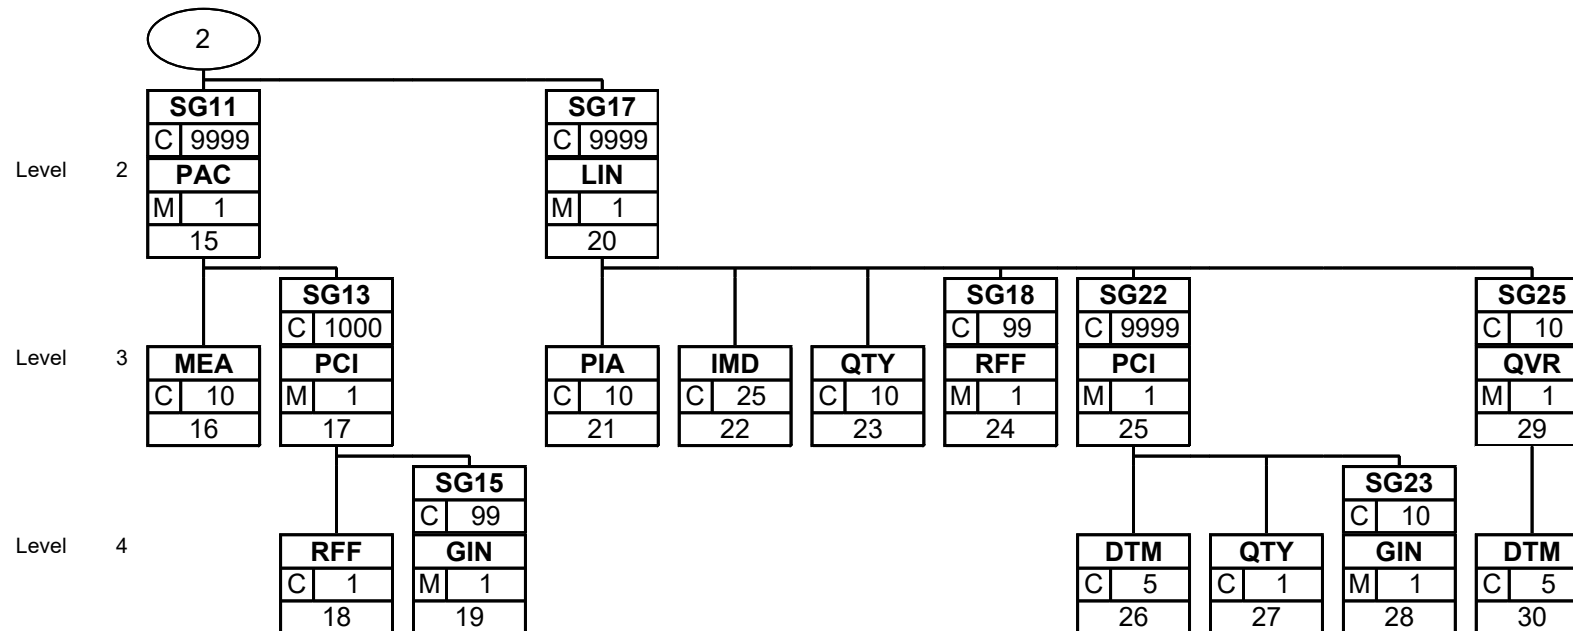 2
SG11 SG17
C 9999 C 9999
Level 2 PAC LIN
M 1 M 1
15 20
SG13 SG18 SG22 SG25
C 1000 C 99 C 9999 C 10
Level 3 MEA PCI PIA IMD QTY RFF PCI QVR
C 10 M 1 C 10 C 25 C 10 M 1 M 1 M 1
16 17 21 22 23 24 25 29
SG15 SG23
C 99 C 10
Level 4 RFF GIN DTM QTY GIN DTM
C 1 M 1 C 5 C 1 M 1 C 5
18 19 26 27 28 30